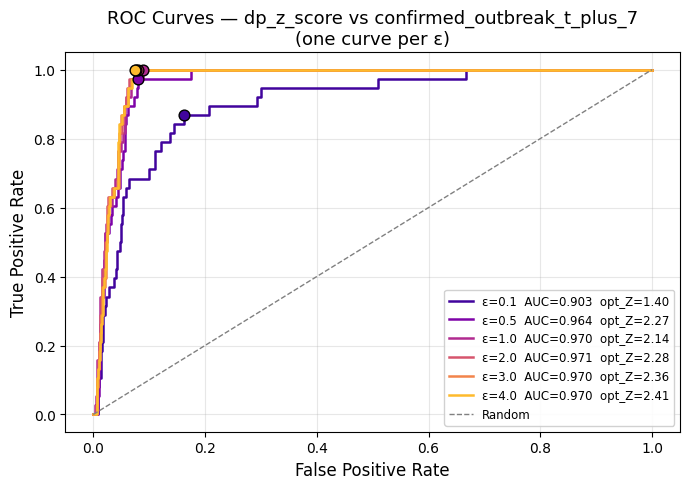 ROC Curves — dp_z_score vs confirmed_outbreak_t_plus_7
(one curve per ε)
True Positive Rate
1.0
0.8
0.6
0.4
0.2
0.0
ε=0.1 AUC=0.903 opt_Z=1.40
ε=0.5 AUC=0.964 opt_Z=2.27
ε=1.0 AUC=0.970 opt_Z=2.14
ε=2.0 AUC=0.971 opt_Z=2.28
ε=3.0 AUC=0.970 opt_Z=2.36
ε=4.0 AUC=0.970 opt_Z=2.41
Random
0.0 0.2 0.4 0.6 0.8 1.0
False Positive Rate